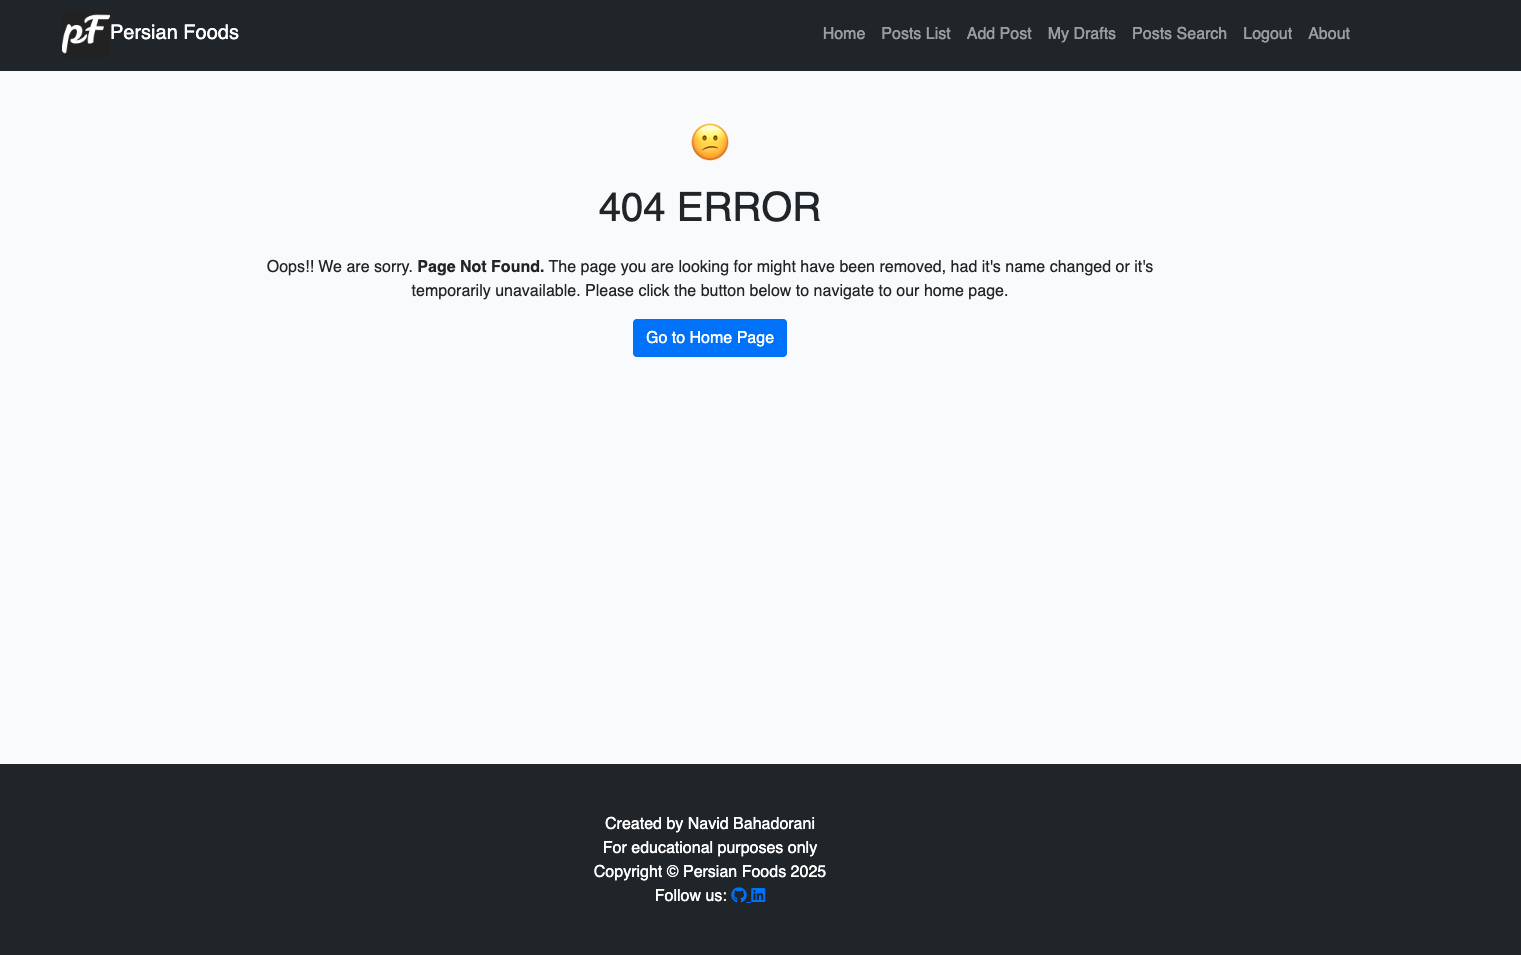 pF Persian Foods
Home Posts List Add Post My Drafts Posts Search Logout About
404 ERROR
Oops!! We are sorry. Page Not Found. The page you are looking for might have been removed, had it's name changed or it's
temporarily unavailable. Please click the button below to navigate to our home page.
Go to Home Page
Created by Navid Bahadorani
For educational purposes only
Copyright © Persian Foods 2025
Follow us: